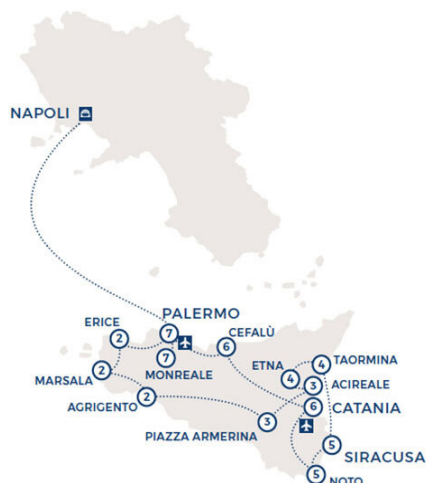 NAPOLI
PALERMO
7
ERICE
2
CEFALÙ
6
7
MONREALE
ETNA
4
4
TAORMINA
MARSALA
2
3
ACIREALE
AGRIGENTO
2
6
CATANIA
3
PIAZZA ARMERINA
5
SIRACUSA
5
NOTO